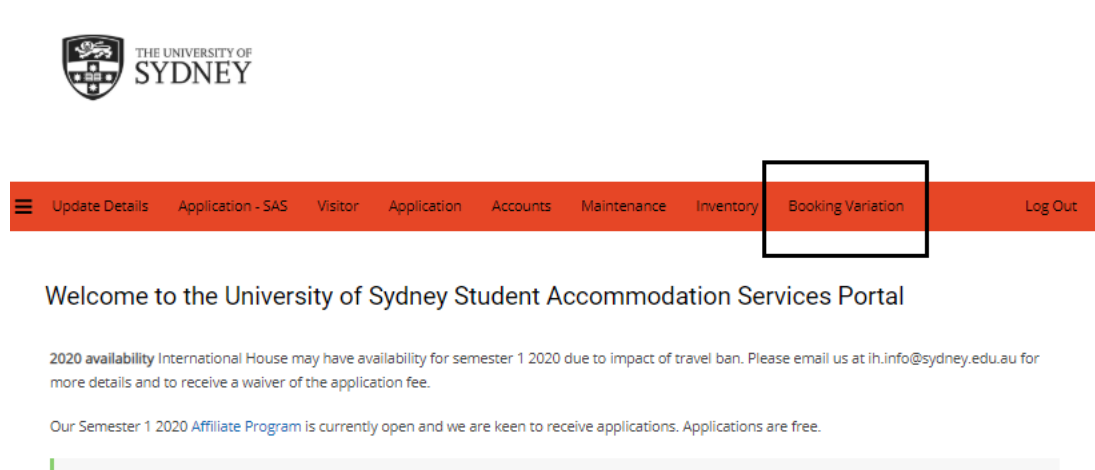 THE UNIVERSITY OF
SYDNEY
Update Details Application - SAS Visitor Application Accounts Maintenance Inventory Booking Variation Log Out
Welcome to the University of Sydney Student Accommodation Services Portal
2020 availability International House may have availability for semester 1 2020 due to impact of travel ban. Please email us at ih.info@sydney.edu.au for
more details and to receive a waiver of the application fee.
Our Semester 1 2020 Affiliate Program is currently open and we are keen to receive applications. Applications are free.